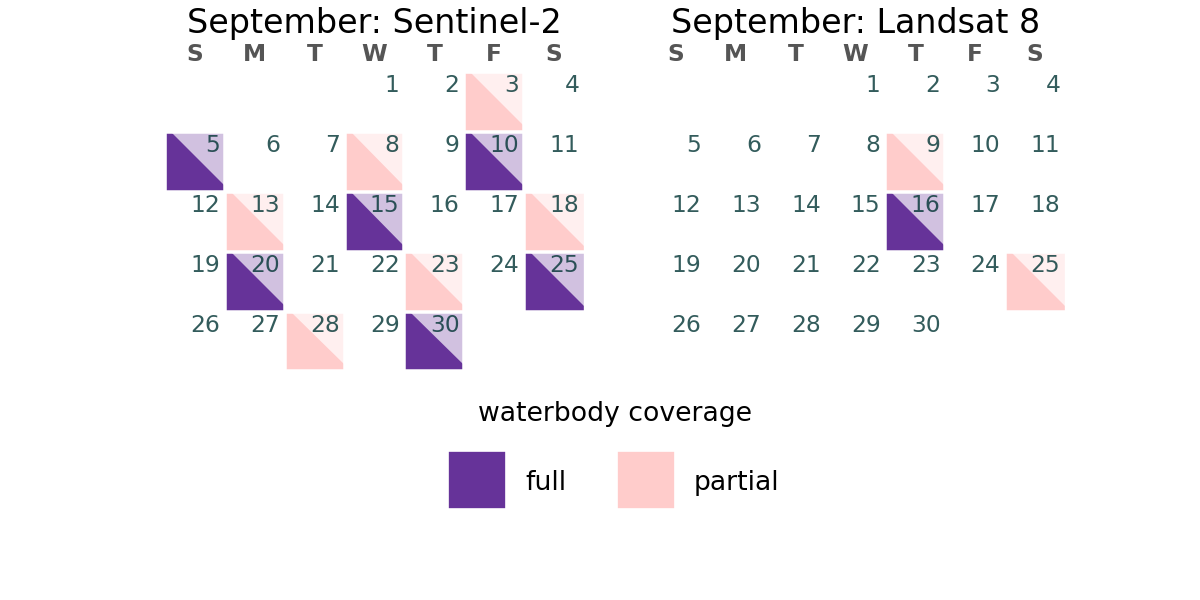 September: Sentinel-2
S M T W T F S
1 2 3 4
5 6 7 8 9 10 11
12 13 14 15 16 17 18
19 20 21 22 23 24 25
26 27 28 29 30
September: Landsat 8
S M T W T F S
1 2 3 4
5 6 7 8 9 10 11
12 13 14 15 16 17 18
19 20 21 22 23 24 25
26 27 28 29 30
waterbody coverage
full
partial